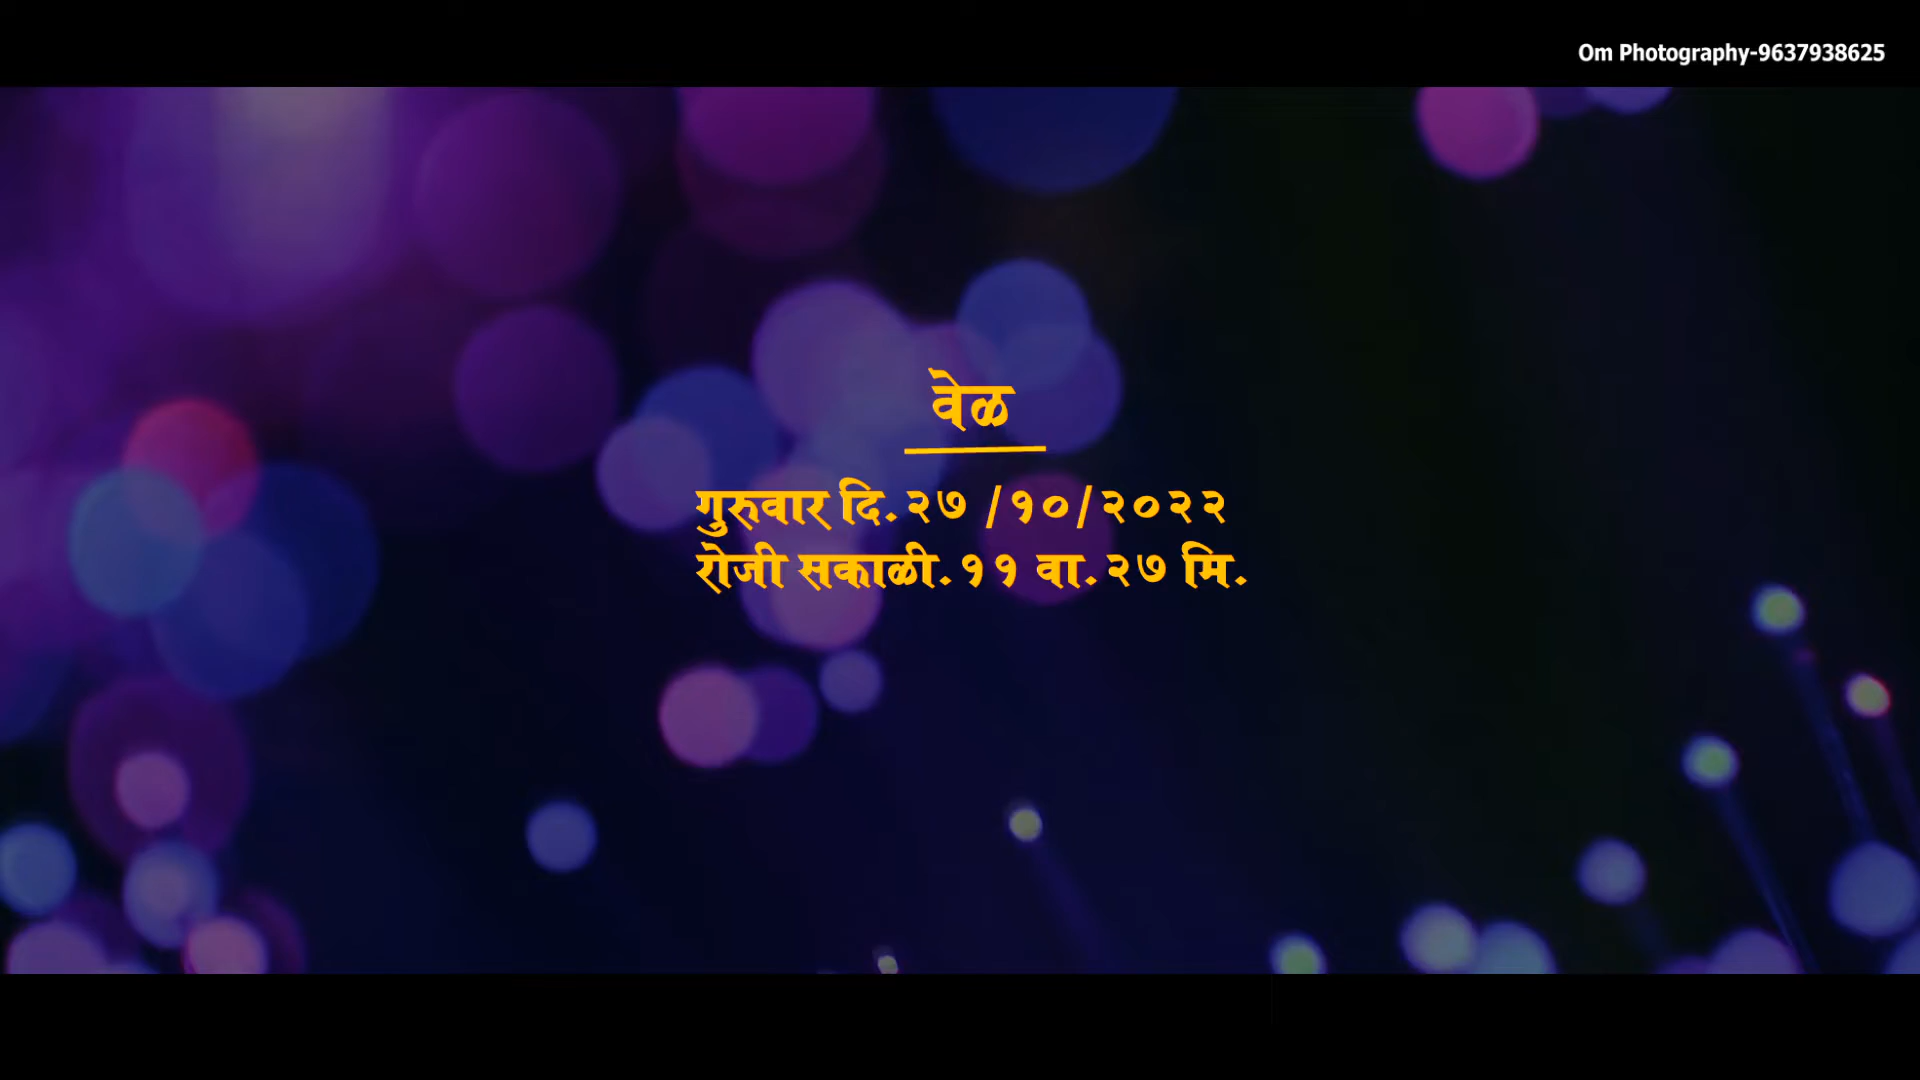 Om Photography-9637938625
वेळ
गुरुवार दि.२७ /१०/२०२२
रोजी सकाळी.११ वा.२७ मि.